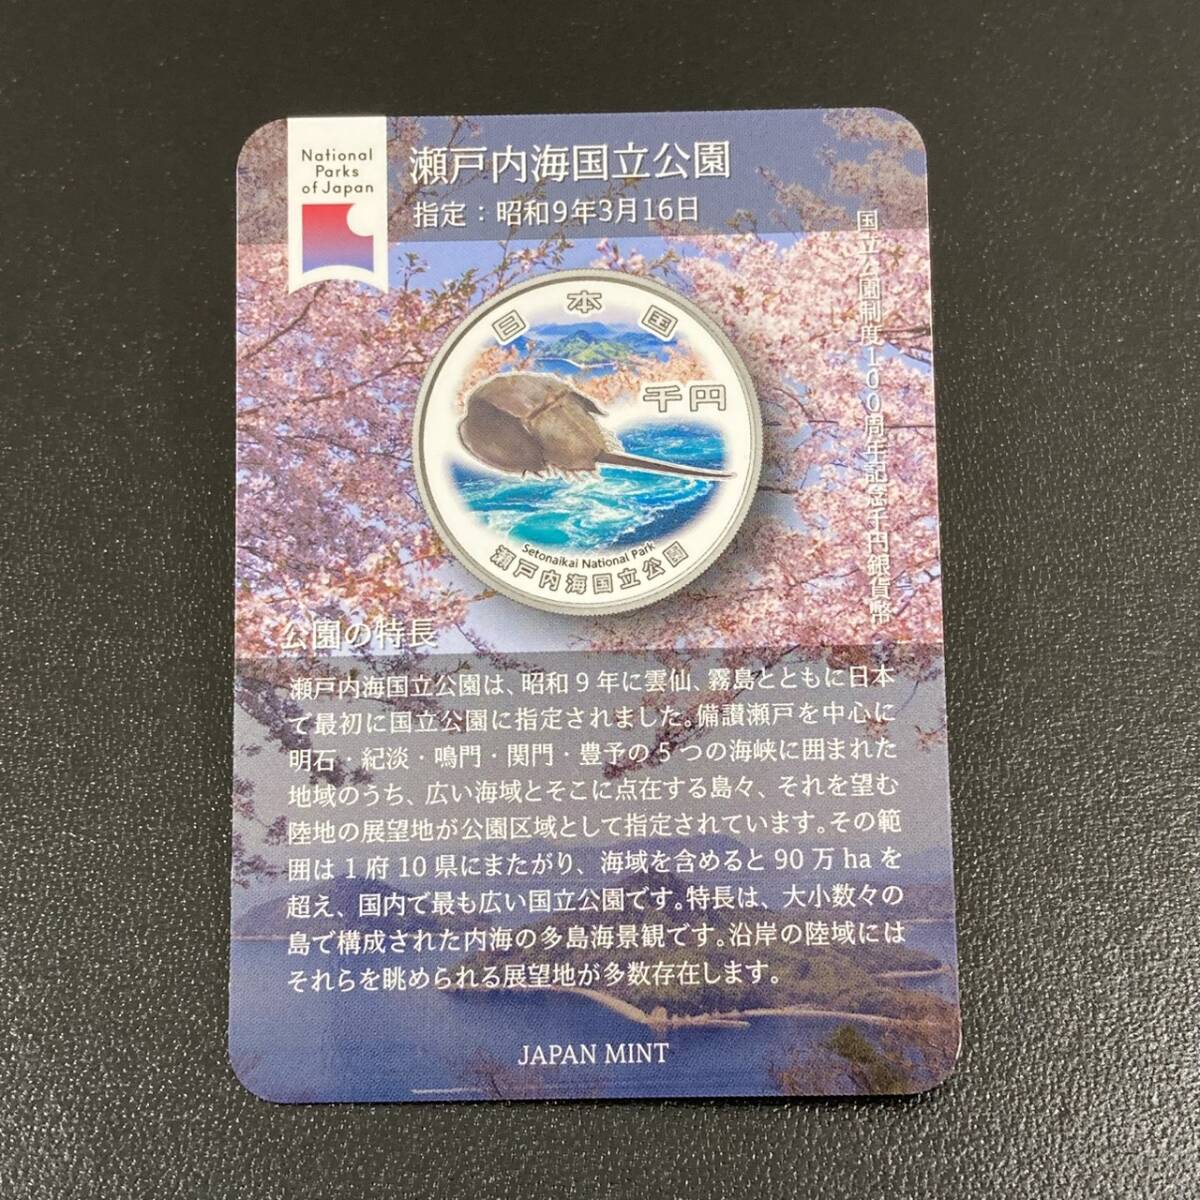 National
Parks
of Japan
瀬戸内海国立公園
指定：昭和9年3月16日
国立公園制度100周年記念千円銀貨幣
日本国
千円
Setonaikai National Park
瀬戸内海国立公園
公園の特長
瀬戸内海国立公園は、昭和9年に雲仙、霧島とともに日本
で最初に国立公園に指定されました。備讃瀬戸を中心に
明石・紀淡・鳴門・関門・豊予の5つの海峡に囲まれた
地域のうち、広い海域とそこに点在する島々、それを望む
陸地の展望地が公園区域として指定されています。その範
囲は1府10県にまたがり、海域を含めると90万haを
超え、国内で最も広い国立公園です。特長は、大小数々の
島で構成された内海の多島海景観です。沿岸の陸域には
それらを眺められる展望地が多数存在します。
JAPAN MINT